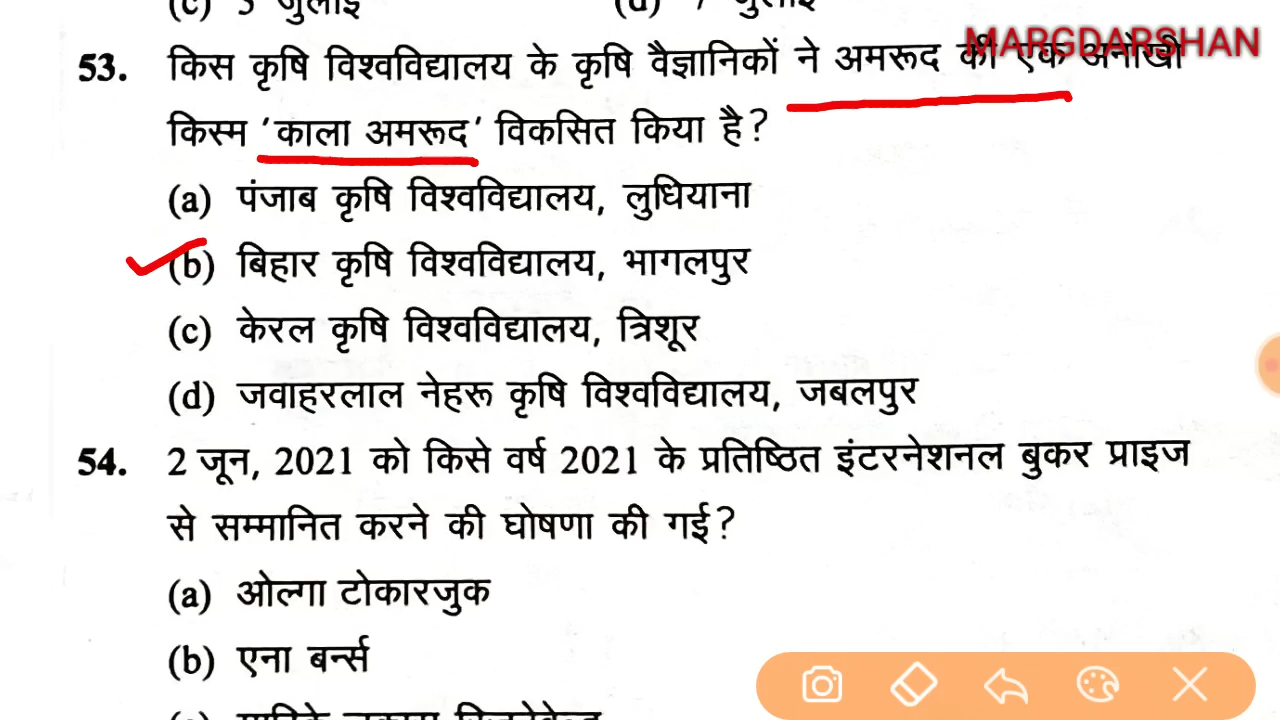 (c) 5 जुलाई (d) 7 जुलाई
MARGDARSHAN
53. किस कृषि विश्वविद्यालय के कृषि वैज्ञानिकों ने अमरूद की एक अनोखी
किस्म 'काला अमरूद' विकसित किया है?
(a) पंजाब कृषि विश्वविद्यालय, लुधियाना
(b) बिहार कृषि विश्वविद्यालय, भागलपुर
(c) केरल कृषि विश्वविद्यालय, त्रिशूर
(d) जवाहरलाल नेहरू कृषि विश्वविद्यालय, जबलपुर
54. 2 जून, 2021 को किसे वर्ष 2021 के प्रतिष्ठित इंटरनेशनल बुकर प्राइज
से सम्मानित करने की घोषणा की गई?
(a) ओल्गा टोकारजुक
(b) एना बर्न्स